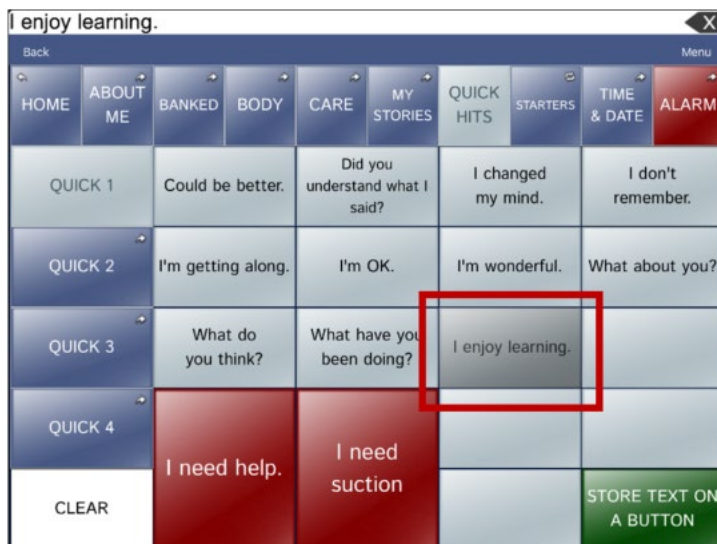 I enjoy learning.
X
Back
Menu
HOME
ABOUT
ME
BANKED
BODY
CARE
MY
STORIES
QUICK
HITS
STARTERS
TIME
& DATE
ALARM
QUICK 1
Could be better.
Did you
understand what I
said?
I changed
my mind.
I don't
remember.
QUICK 2
I'm getting along.
I'm OK.
I'm wonderful.
What about you?
QUICK 3
What do
you think?
What have you
been doing?
I enjoy learning.
QUICK 4
I need help.
I need
suction
CLEAR
STORE TEXT ON
A BUTTON